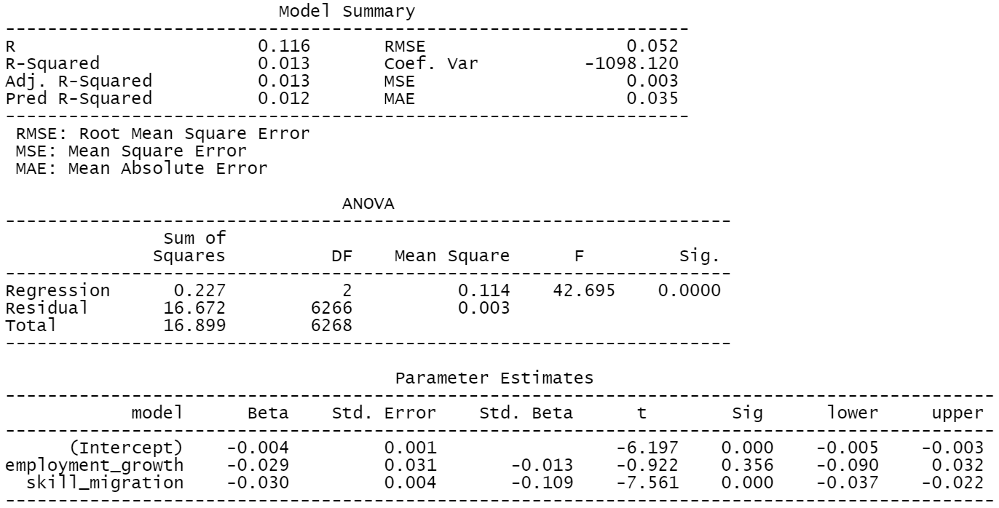 Model Summary
-----------------------------------------------------------------
R 0.116 RMSE 0.052
R-Squared 0.013 Coef. Var -1098.120
Adj. R-Squared 0.013 MSE 0.003
Pred R-Squared 0.012 MAE 0.035
-----------------------------------------------------------------
RMSE: Root Mean Square Error
MSE: Mean Square Error
MAE: Mean Absolute Error
ANOVA
---------------------------------------------------------------------
Sum of
Squares DF Mean Square F Sig.
---------------------------------------------------------------------
Regression 0.227 2 0.114 42.695 0.0000
Residual 16.672 6266 0.003
Total 16.899 6268
---------------------------------------------------------------------
Parameter Estimates
----------------------------------------------------------------------------------------------
model Beta Std. Error Std. Beta t Sig lower upper
----------------------------------------------------------------------------------------------
(Intercept) -0.004 0.001 -6.197 0.000 -0.005 -0.003
employment_growth -0.029 0.031 -0.013 -0.922 0.356 -0.090 0.032
skill_migration -0.030 0.004 -0.109 -7.561 0.000 -0.037 -0.022
----------------------------------------------------------------------------------------------